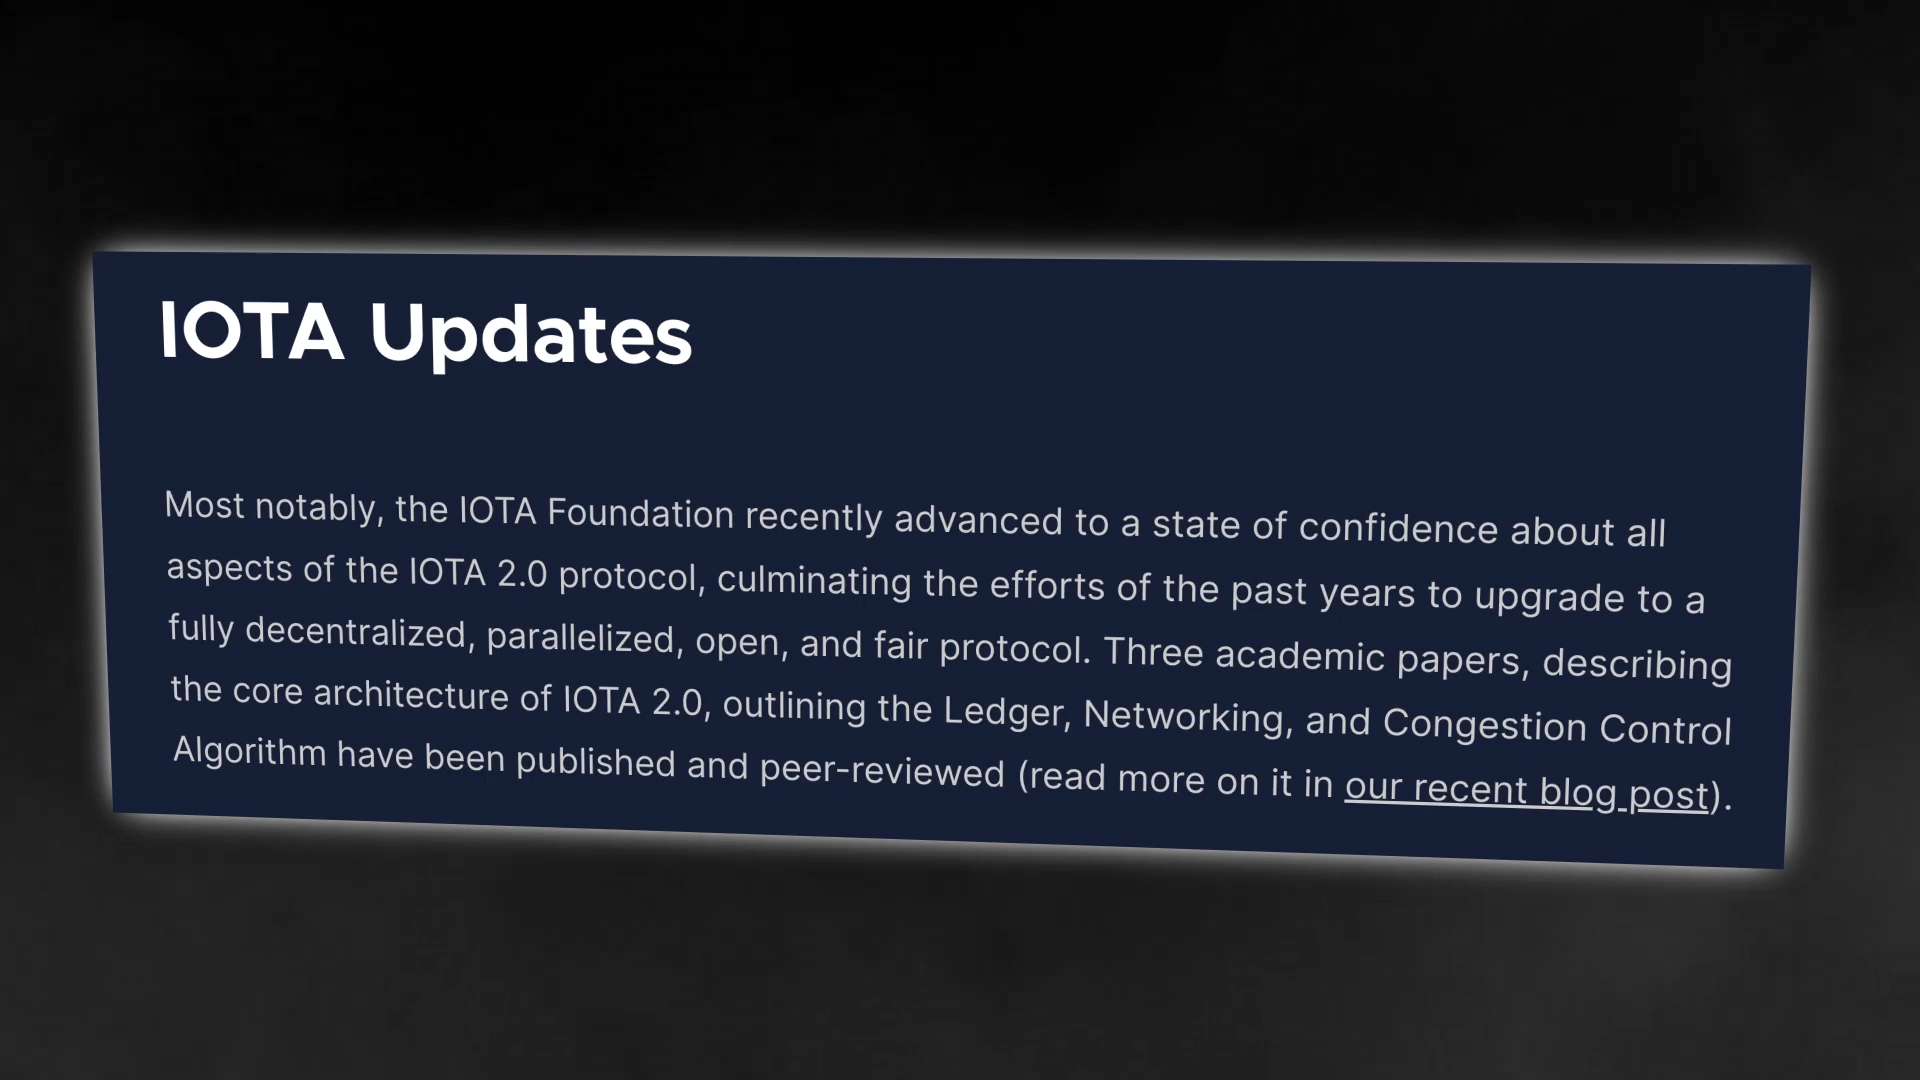 IOTA Updates
Most notably, the IOTA Foundation recently advanced to a state of confidence about all
aspects of the IOTA 2.0 protocol, culminating the efforts of the past years to upgrade to a
fully decentralized, parallelized, open, and fair protocol. Three academic papers, describing
the core architecture of IOTA 2.0, outlining the Ledger, Networking, and Congestion Control
Algorithm have been published and peer-reviewed (read more on it in our recent blog post).